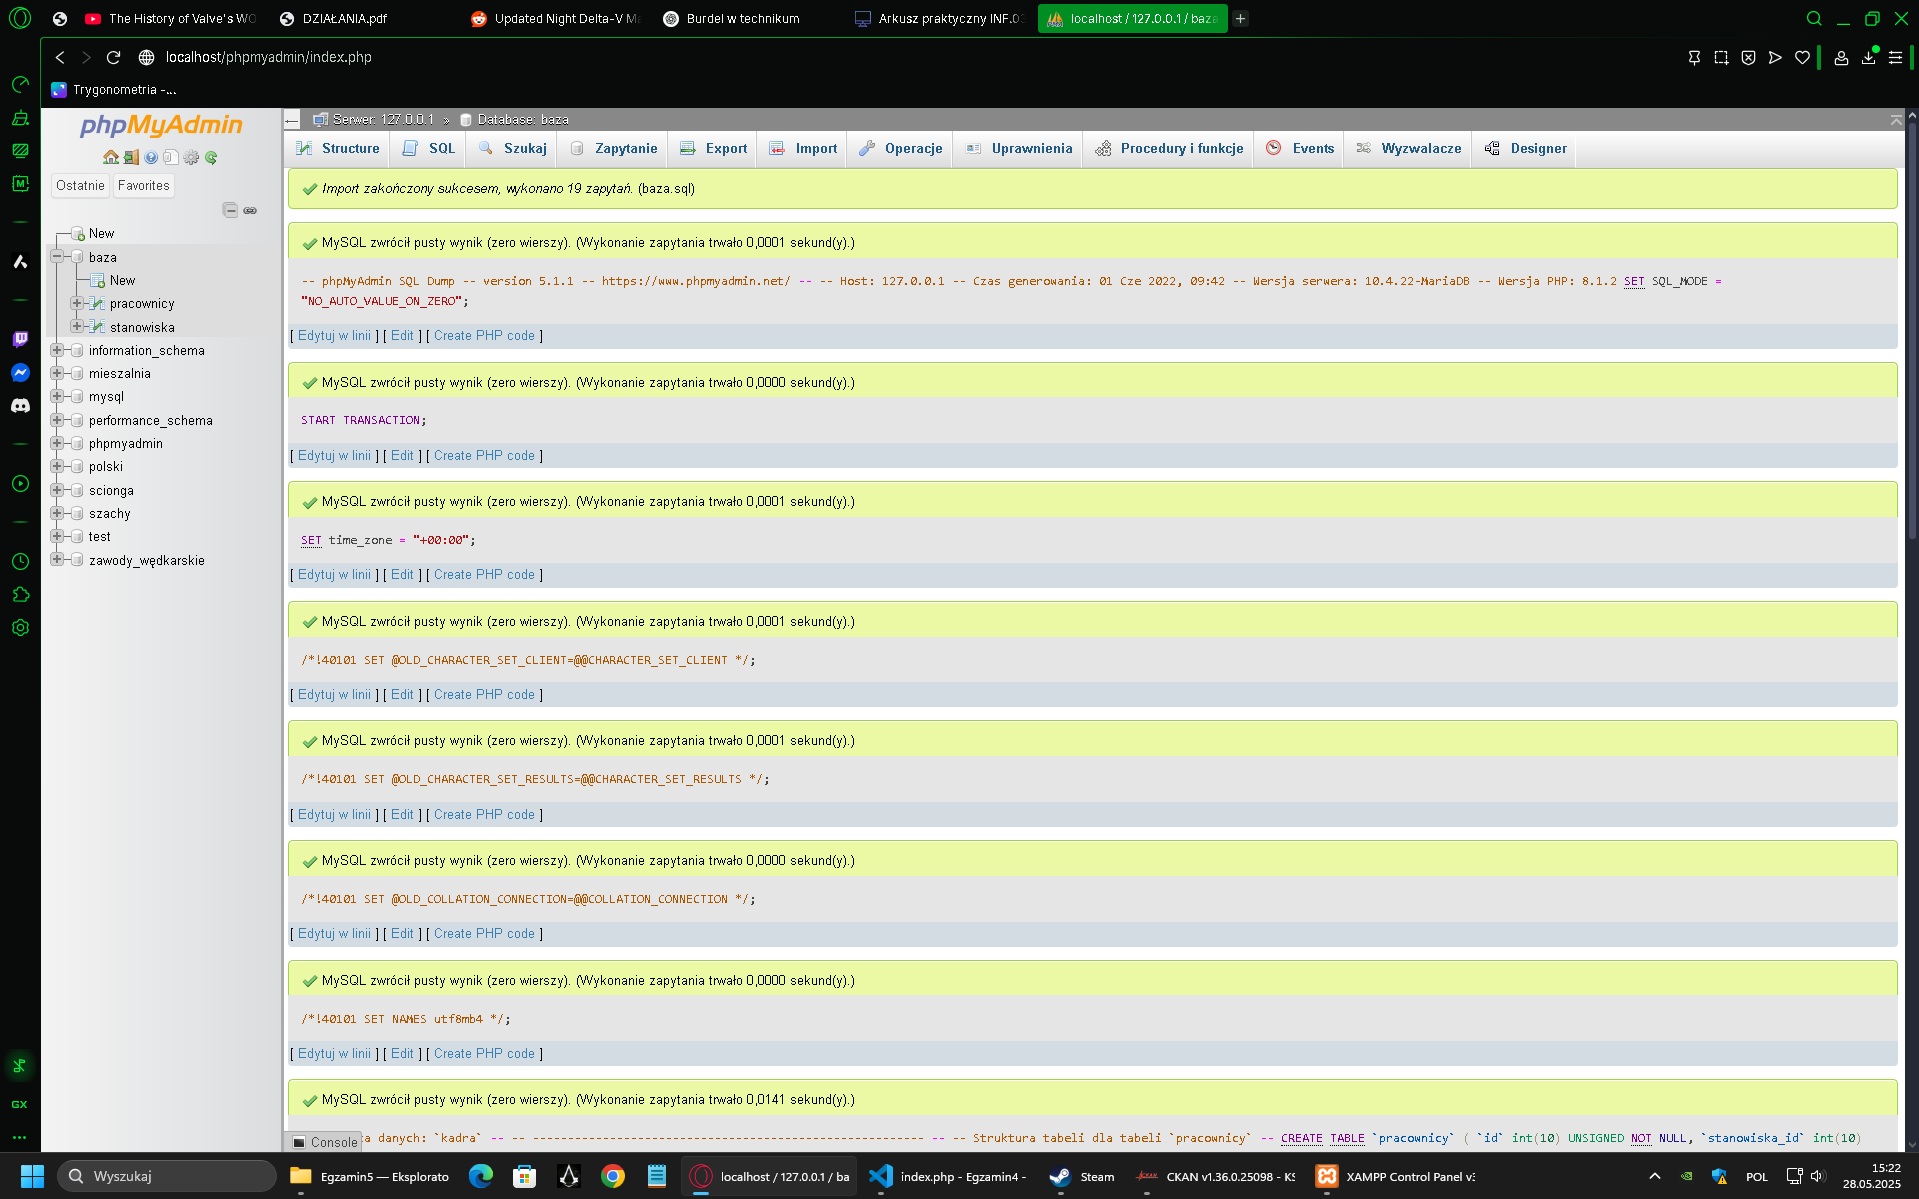 The History of Valve's WO
DZIAŁANIA.pdf
Updated Night Delta-V Ma
Burdel w technikum
Arkusz praktyczny INF.03
localhost / 127.0.0.1 / baza
localhost/phpmyadmin/index.php
Trygonometria -...
phpMyAdmin
Ostatnie
Favorites
New
baza
New
pracownicy
stanowiska
information_schema
mieszalnia
mysql
performance_schema
phpmyadmin
polski
scionga
szachy
test
zawody_wędkarskie
Serwer: 127.0.0.1 » Database: baza
Structure SQL Szukaj Zapytanie Export Import Operacje Uprawnienia Procedury i funkcje Events Wyzwalacze Designer
Import zakończony sukcesem, wykonano 19 zapytań. (baza.sql)
MySQL zwrócił pusty wynik (zero wierszy). (Wykonanie zapytania trwało 0,0001 sekund(y).)
-- phpMyAdmin SQL Dump -- version 5.1.1 -- https://www.phpmyadmin.net/ -- -- Host: 127.0.0.1 -- Czas generowania: 01 Cze 2022, 09:42 -- Wersja serwera: 10.4.22-MariaDB -- Wersja PHP: 8.1.2 SET SQL_MODE =
"NO_AUTO_VALUE_ON_ZERO";
[ Edytuj w linii ] [ Edit ] [ Create PHP code ]
MySQL zwrócił pusty wynik (zero wierszy). (Wykonanie zapytania trwało 0,0000 sekund(y).)
START TRANSACTION;
[ Edytuj w linii ] [ Edit ] [ Create PHP code ]
MySQL zwrócił pusty wynik (zero wierszy). (Wykonanie zapytania trwało 0,0001 sekund(y).)
SET time_zone = "+00:00";
[ Edytuj w linii ] [ Edit ] [ Create PHP code ]
MySQL zwrócił pusty wynik (zero wierszy). (Wykonanie zapytania trwało 0,0001 sekund(y).)
/*!40101 SET @OLD_CHARACTER_SET_CLIENT=@@CHARACTER_SET_CLIENT */;
[ Edytuj w linii ] [ Edit ] [ Create PHP code ]
MySQL zwrócił pusty wynik (zero wierszy). (Wykonanie zapytania trwało 0,0001 sekund(y).)
/*!40101 SET @OLD_CHARACTER_SET_RESULTS=@@CHARACTER_SET_RESULTS */;
[ Edytuj w linii ] [ Edit ] [ Create PHP code ]
MySQL zwrócił pusty wynik (zero wierszy). (Wykonanie zapytania trwało 0,0000 sekund(y).)
/*!40101 SET @OLD_COLLATION_CONNECTION=@@COLLATION_CONNECTION */;
[ Edytuj w linii ] [ Edit ] [ Create PHP code ]
MySQL zwrócił pusty wynik (zero wierszy). (Wykonanie zapytania trwało 0,0000 sekund(y).)
/*!40101 SET NAMES utf8mb4 */;
[ Edytuj w linii ] [ Edit ] [ Create PHP code ]
MySQL zwrócił pusty wynik (zero wierszy). (Wykonanie zapytania trwało 0,0141 sekund(y).)
Console
a danych: `kadra` -- -- -------------------------------------------------------- -- -- Struktura tabeli dla tabeli `pracownicy` -- CREATE TABLE `pracownicy` ( `id` int(10) UNSIGNED NOT NULL, `stanowiska_id` int(10)
GX
Wyszukaj
Egzamin5 — Eksplorato
localhost / 127.0.0.1 / ba
index.php - Egzamin4 -
Steam
CKAN v1.36.0.25098 - KS
XAMPP Control Panel v3
POL
15:22
28.05.2025